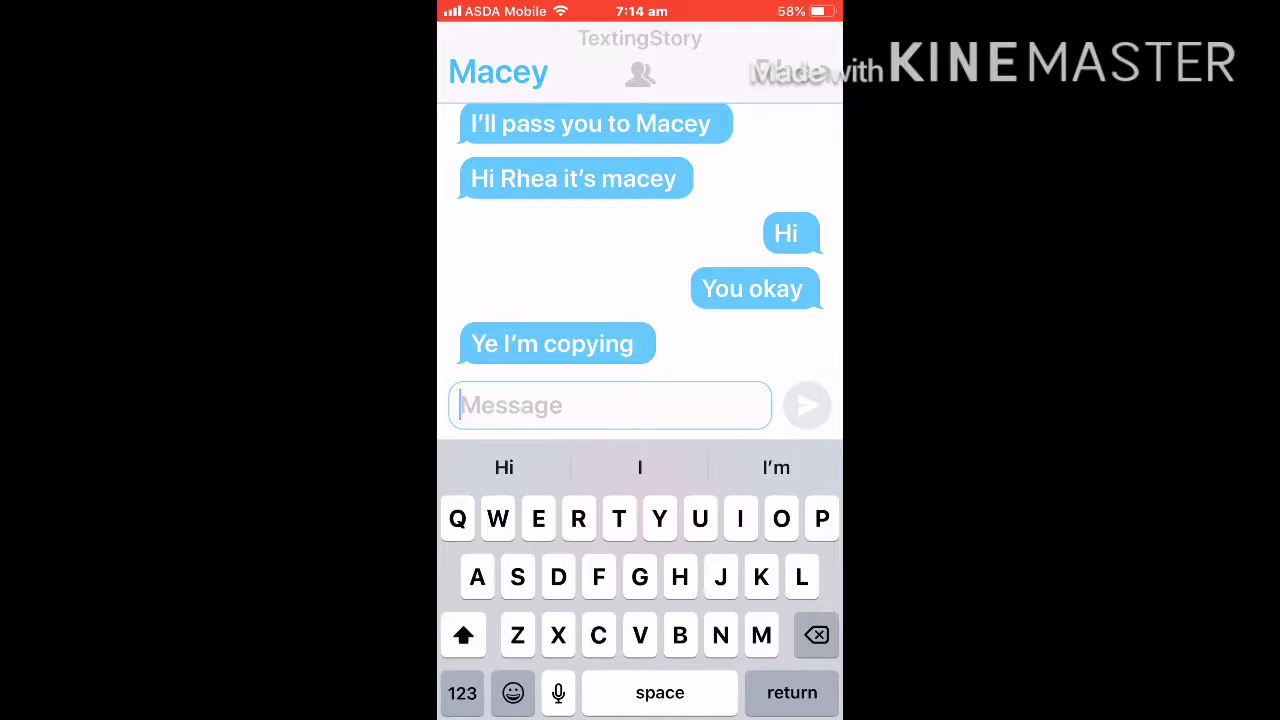 ASDA Mobile 7:14 am 58%
TextingStory
Macey
Made with KINEMASTER
I'll pass you to Macey
Hi Rhea it's macey
Hi
You okay
Ye I'm copying
Message
Hi I I'm
Q W E R T Y U I O P
A S D F G H J K L
Z X C V B N M
123 space return